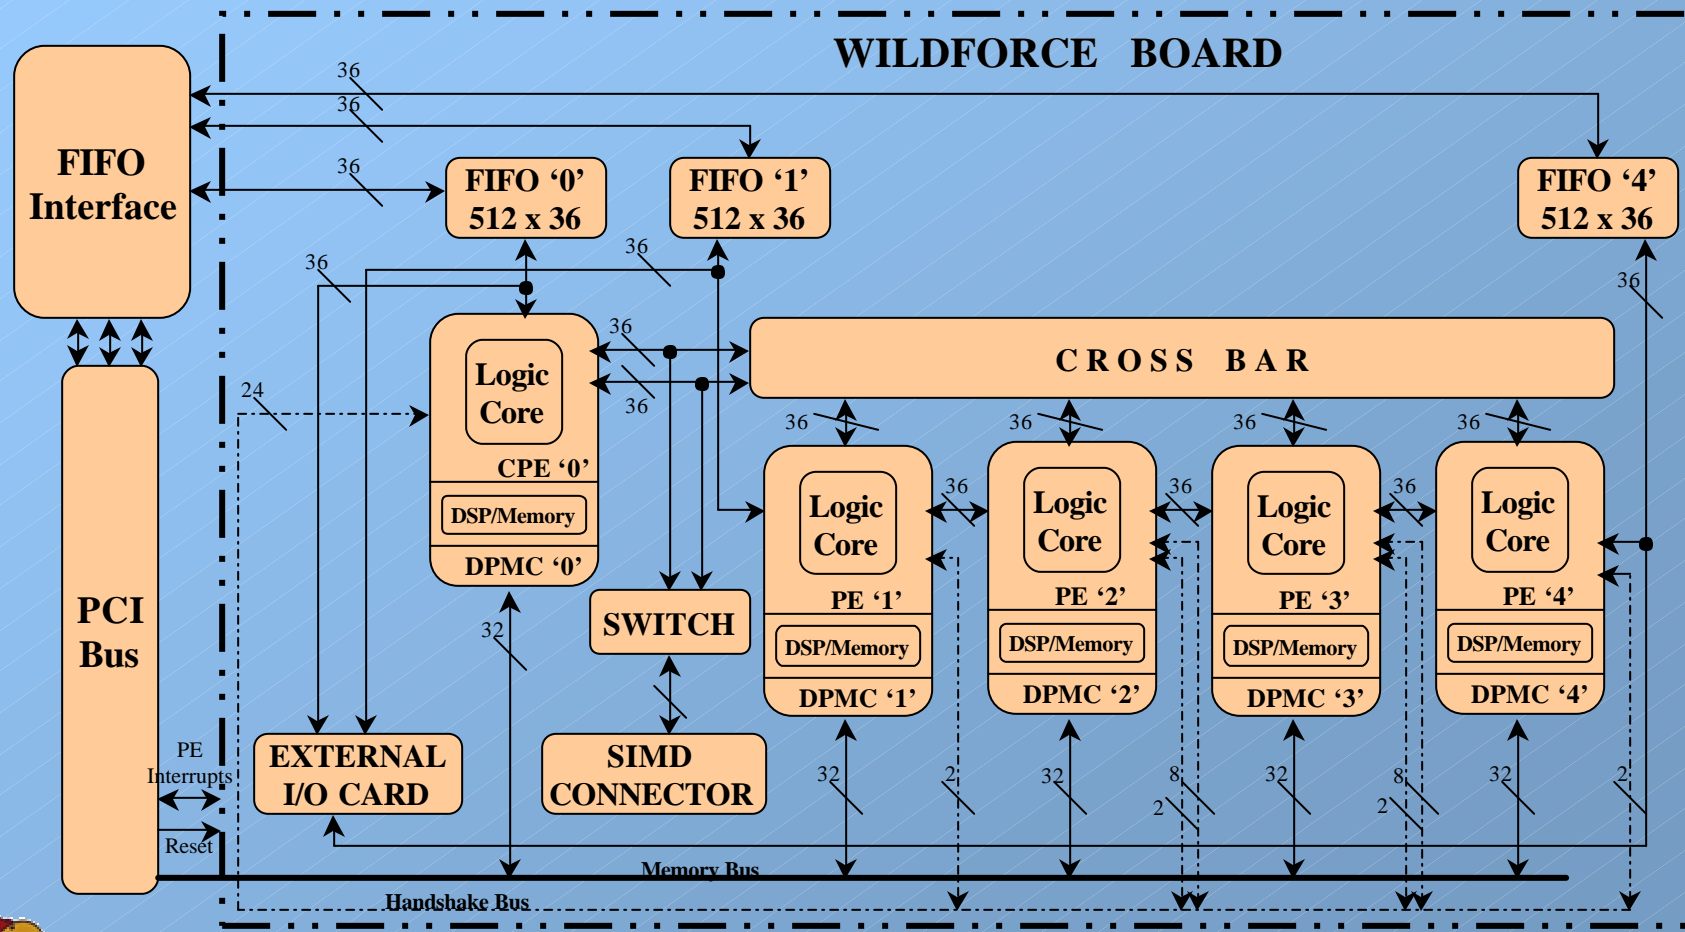 WILDFORCE BOARD
36
36
36
FIFO
Interface
FIFO ‘0’
512 x 36
FIFO ‘1’
512 x 36
FIFO ‘4’
512 x 36
36
36
36
36
36
CROSS BAR
24
Logic
Core
CPE ‘0’
DSP/Memory
DPMC ‘0’
36
36
36
36
36
36
36
Logic
Core
PE ‘1’
DSP/Memory
DPMC ‘1’
Logic
Core
PE ‘2’
DSP/Memory
DPMC ‘2’
Logic
Core
PE ‘3’
DSP/Memory
DPMC ‘3’
Logic
Core
PE ‘4’
DSP/Memory
DPMC ‘4’
PCI
Bus
32
SWITCH
PE
Interrupts
Reset
EXTERNAL
I/O CARD
SIMD
CONNECTOR
32
2
32
8
2
32
8
2
32
2
Memory Bus
Handshake Bus